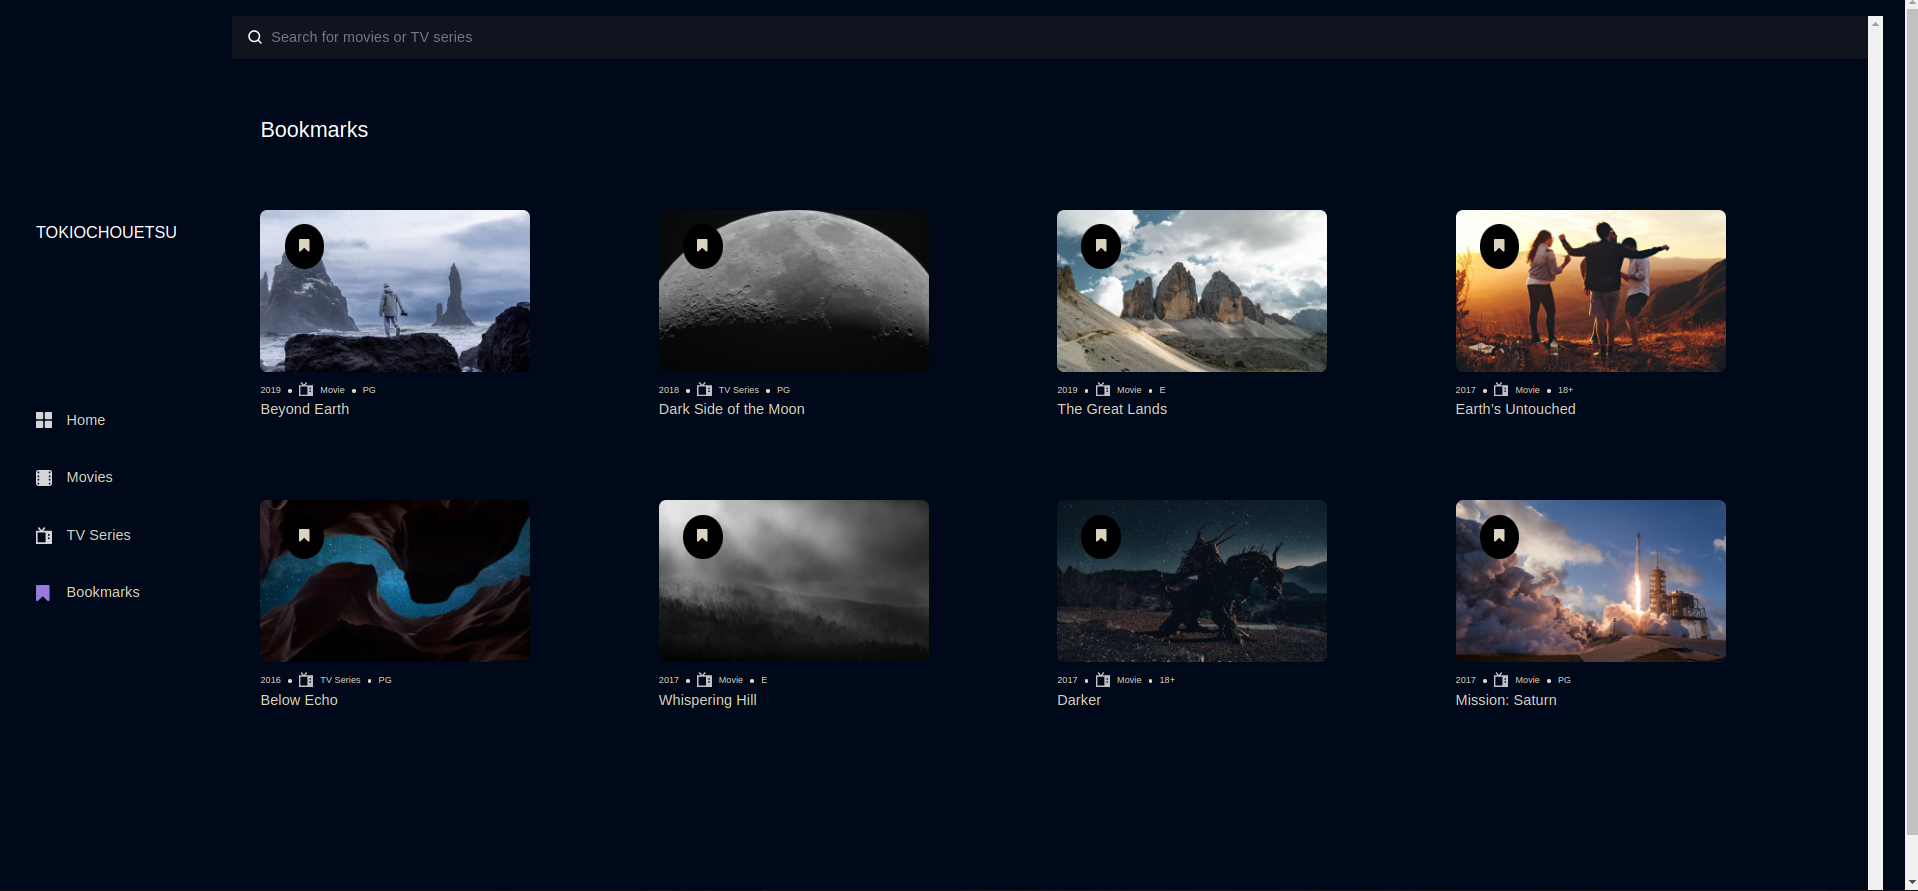 Search for movies or TV series
Bookmarks
TOKIOCHOUETSU
Home
Movies
TV Series
Bookmarks
2019 • Movie • PG
Beyond Earth
2018 • TV Series • PG
Dark Side of the Moon
2019 • Movie • E
The Great Lands
2017 • Movie • 18+
Earth’s Untouched
2016 • TV Series • PG
Below Echo
2017 • Movie • E
Whispering Hill
2017 • Movie • 18+
Darker
2017 • Movie • PG
Mission: Saturn